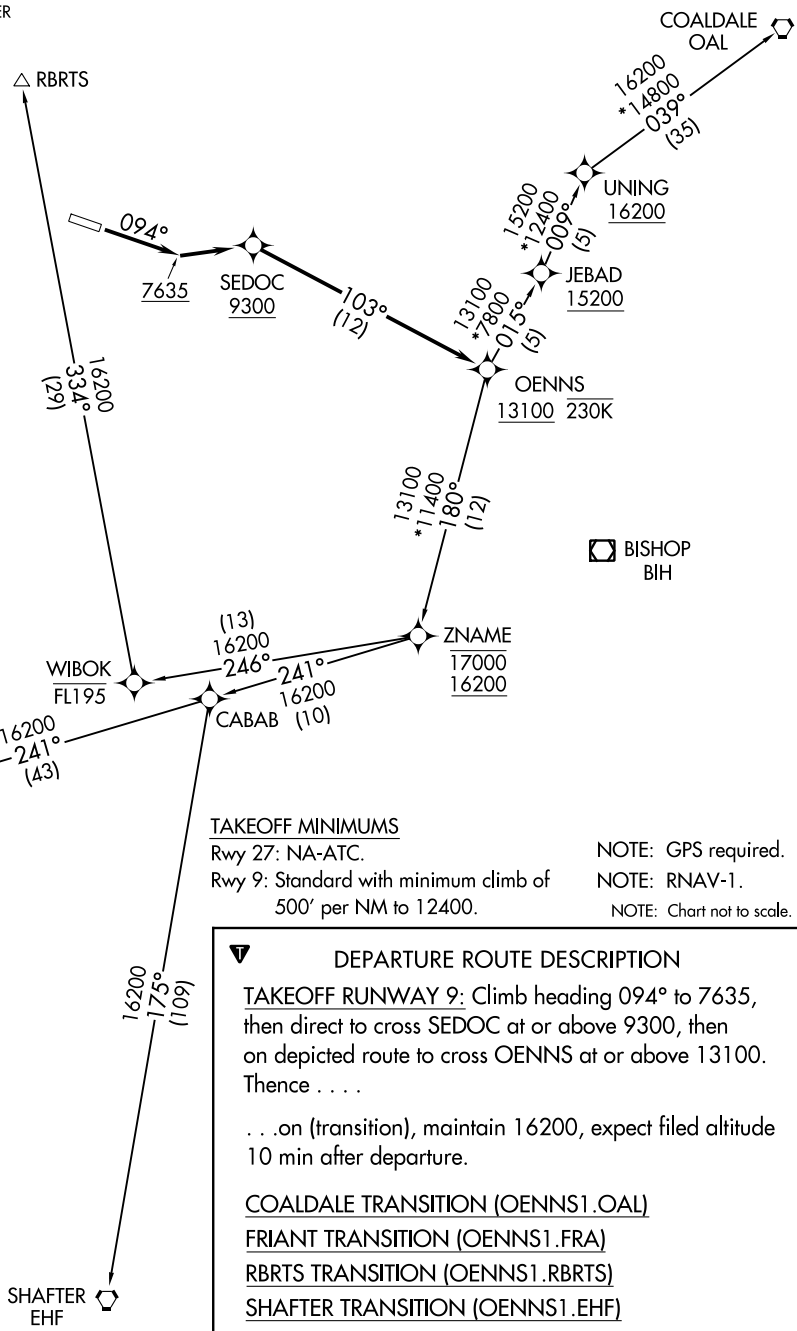 ER
COALDALE
OAL
RBRTS
16200
*14800
039°
(35)
UNING
16200
15200
*12400
009°
(5)
JEBAD
15200
094°
7635
SEDOC
9300
103°
(12)
13100
*7800
015°
(5)
OENNS
13100 230K
16200
334°
(29)
13100
*11400
180°
(12)
BISHOP
BIH
ZNAME
17000
16200
(13)
16200
246°
241°
16200
(10)
WIBOK
FL195
CABAB
16200
241°
(43)
TAKEOFF MINIMUMS
Rwy 27: NA-ATC.
Rwy 9: Standard with minimum climb of
500' per NM to 12400.
NOTE: GPS required.
NOTE: RNAV-1.
NOTE: Chart not to scale.
16200
175°
(109)
SHAFTER
EHF
T
DEPARTURE ROUTE DESCRIPTION
TAKEOFF RUNWAY 9: Climb heading 094° to 7635,
then direct to cross SEDOC at or above 9300, then
on depicted route to cross OENNS at or above 13100.
Thence . . . .
. . .on (transition), maintain 16200, expect filed altitude
10 min after departure.
COALDALE TRANSITION (OENNS1.OAL)
FRIANT TRANSITION (OENNS1.FRA)
RBRTS TRANSITION (OENNS1.RBRTS)
SHAFTER TRANSITION (OENNS1.EHF)